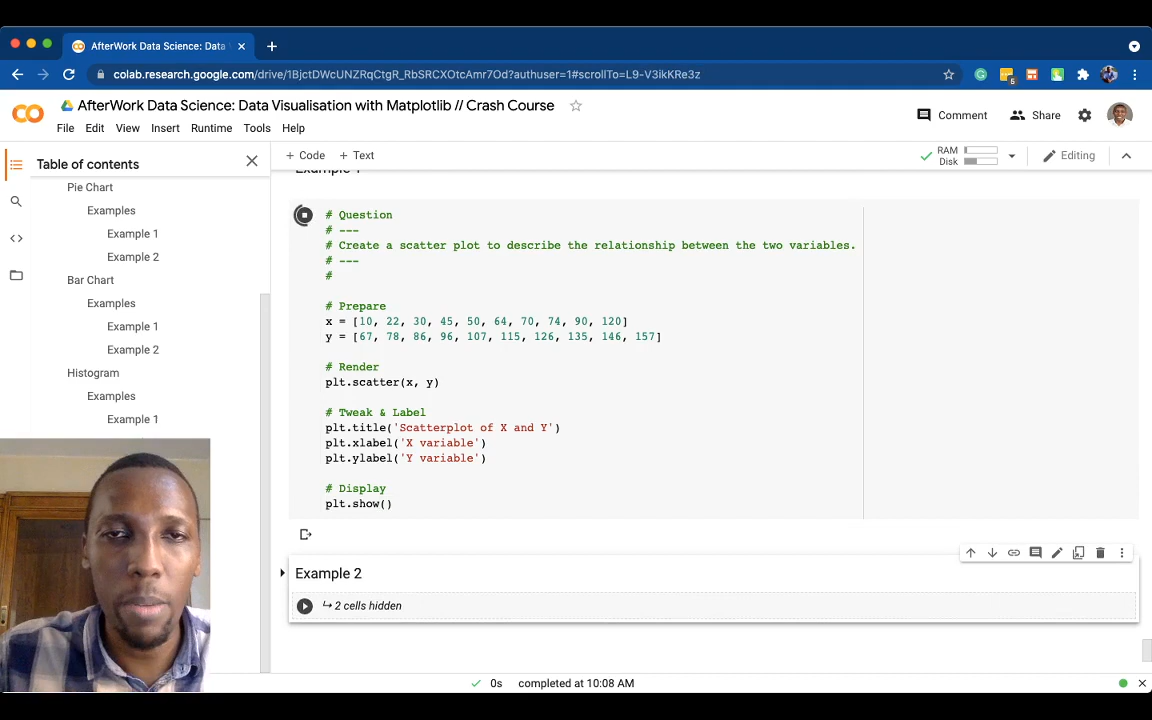 AfterWork Data Science: Data
colab.research.google.com/drive/1BjctDWcUNZRqCtgR_RbSRCXOtcAmr7Od?authuser=1#scrollTo=L9-V3ikKRe3z
6
AfterWork Data Science: Data Visualisation with Matplotlib // Crash Course
File Edit View Insert Runtime Tools Help
Comment Share
Table of contents
+ Code + Text
RAM
Disk
Editing
Pie Chart
Examples
Example 1
Example 2
Bar Chart
Examples
Example 1
Example 2
Histogram
Examples
Example 1
Example 1
# Question
# ---
# Create a scatter plot to describe the relationship between the two variables.
# ---
#
# Prepare
x = [10, 22, 30, 45, 50, 64, 70, 74, 90, 120]
y = [67, 78, 86, 96, 107, 115, 126, 135, 146, 157]
# Render
plt.scatter(x, y)
# Tweak & Label
plt.title('Scatterplot of X and Y')
plt.xlabel('X variable')
plt.ylabel('Y variable')
# Display
plt.show()
Example 2
2 cells hidden
0s completed at 10:08 AM